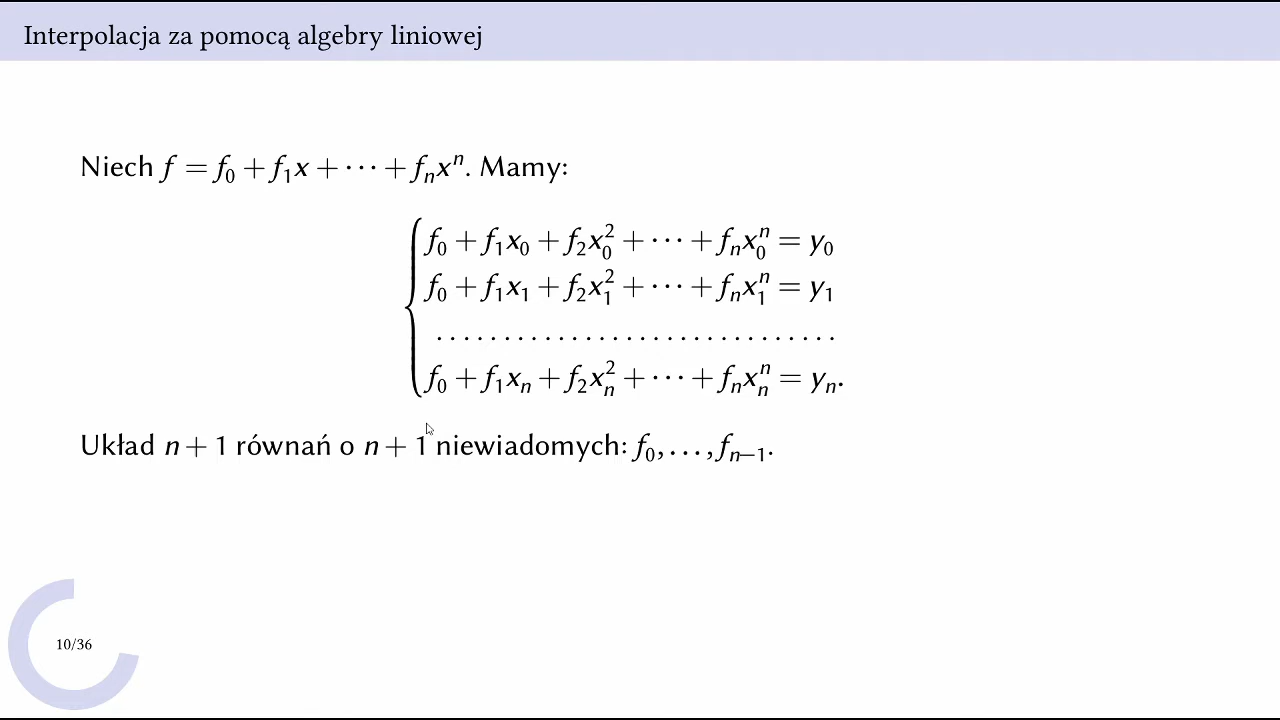 Interpolacja za pomocą algebry liniowej
Niech f = f₀ + f₁x + ⋯ + fₙxⁿ. Mamy:
f₀ + f₁x₀ + f₂x₀² + ⋯ + fₙx₀ⁿ = y₀
f₀ + f₁x₁ + f₂x₁² + ⋯ + fₙx₁ⁿ = y₁
. . . . . . . . . . . . . . . . . . . . . . . . . . . . . .
f₀ + f₁xₙ + f₂xₙ² + ⋯ + fₙxₙⁿ = yₙ.
Układ n + 1 równań o n + 1 niewiadomych: f₀, . . . , fₙ₋₁.
10/36